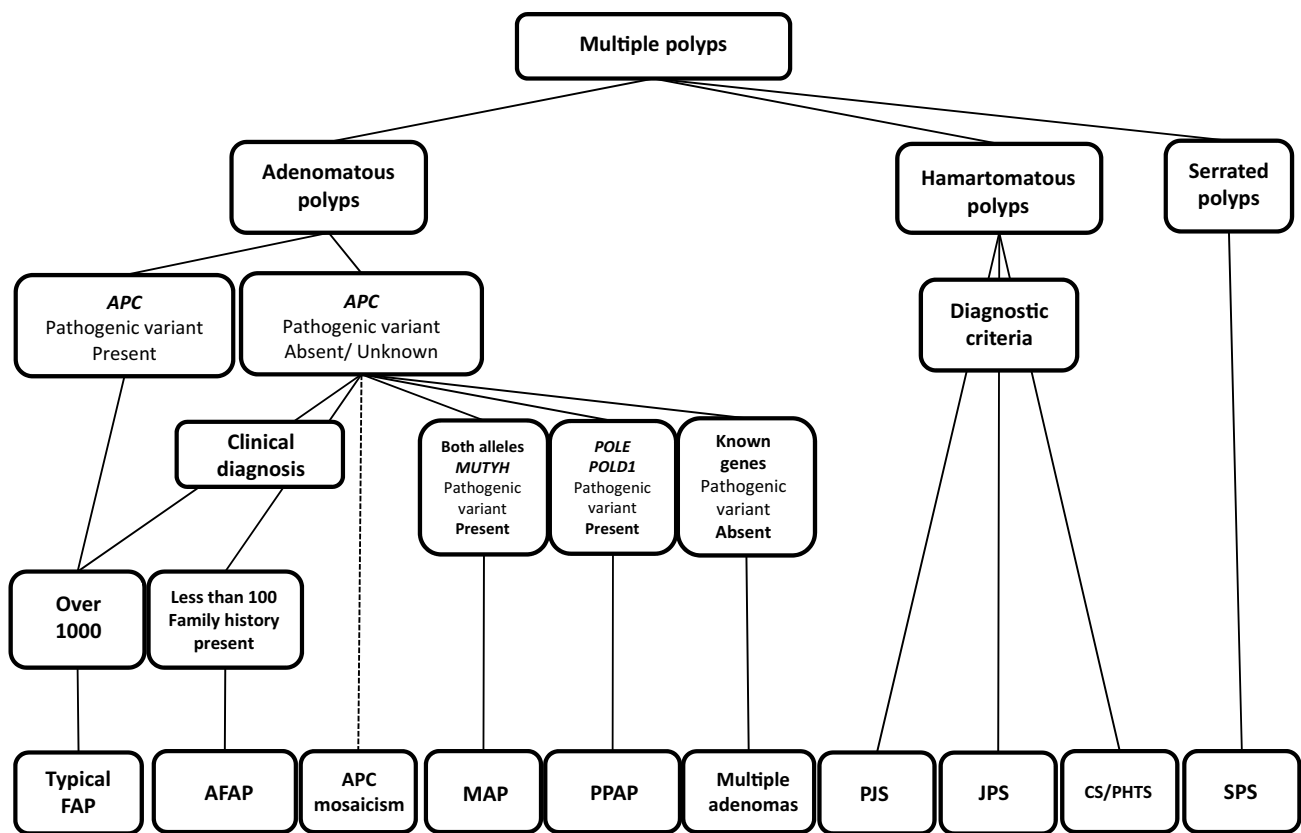 Multiple polyps
Adenomatous
polyps
Hamartomatous
polyps
Serrated
polyps
APC
Pathogenic variant
Present
APC
Pathogenic variant
Absent/ Unknown
Diagnostic
criteria
Clinical
diagnosis
Both alleles
MUTYH
Pathogenic
variant
Present
POLE
POLD1
Pathogenic
variant
Present
Known
genes
Pathogenic
variant
Absent
Over
1000
Less than 100
Family history
present
Typical
FAP
AFAP
APC
mosaicism
MAP
PPAP
Multiple
adenomas
PJS
JPS
CS/PHTS
SPS